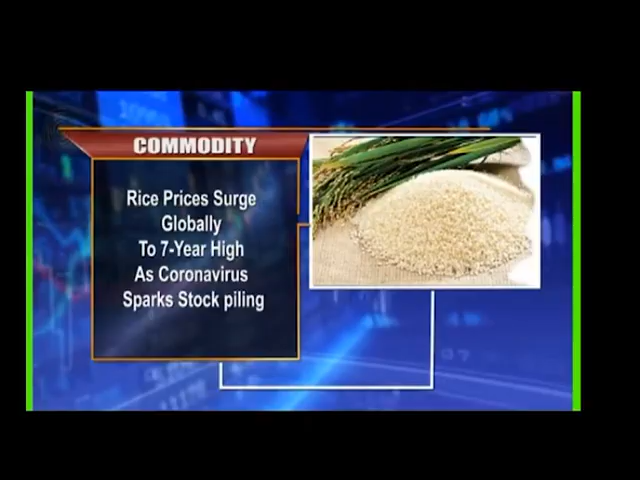 COMMODITY
Rice Prices Surge
Globally
To 7-Year High
As Coronavirus
Sparks Stock piling